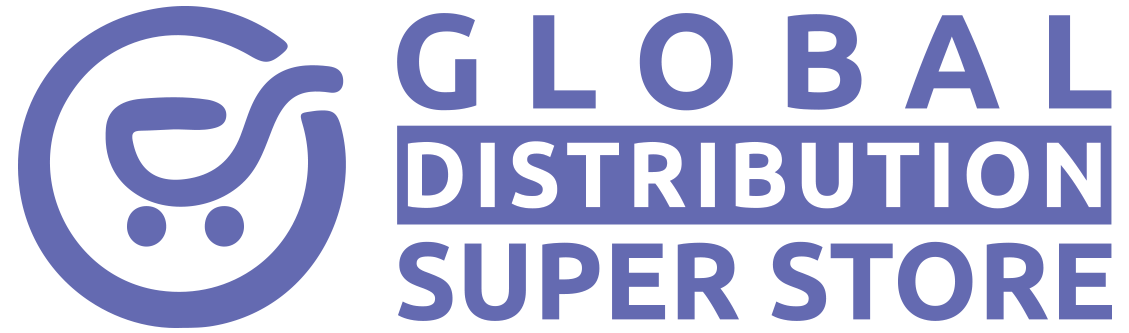 GLOBAL
DISTRIBUTION
SUPER STORE